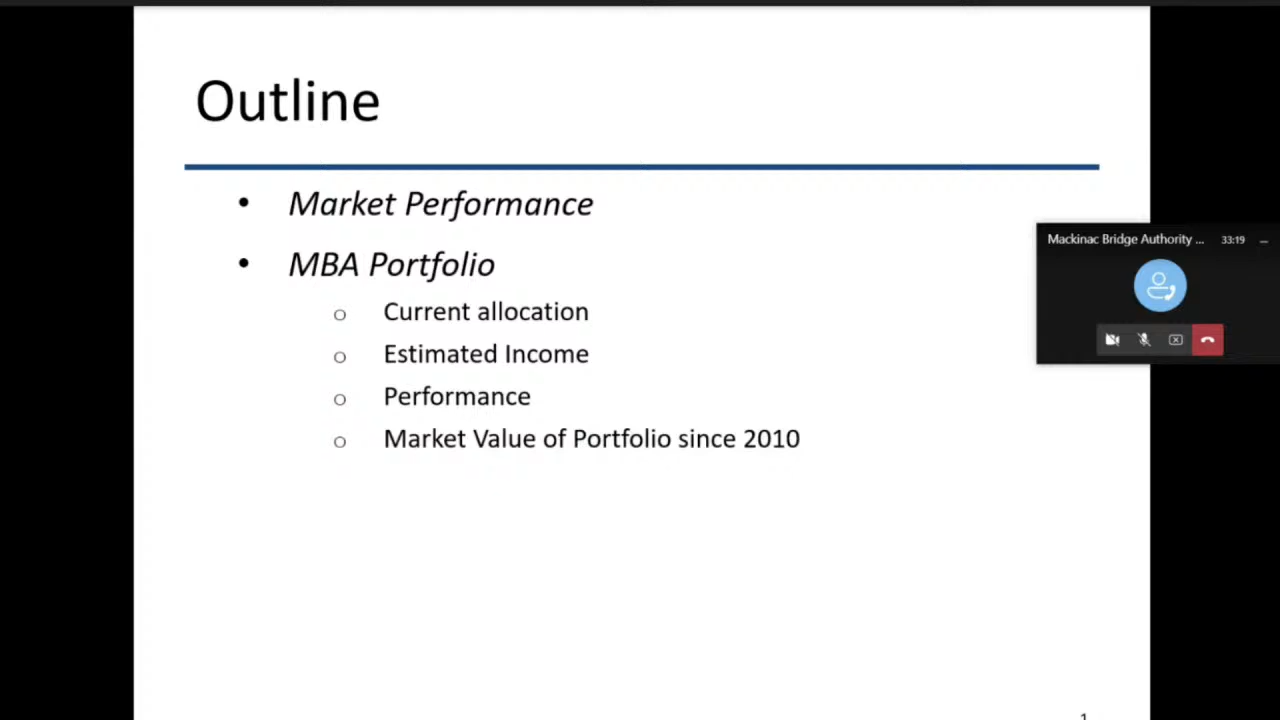 Outline
• Market Performance
• MBA Portfolio
o Current allocation
o Estimated Income
o Performance
o Market Value of Portfolio since 2010
Mackinac Bridge Authority ... 33:19
1